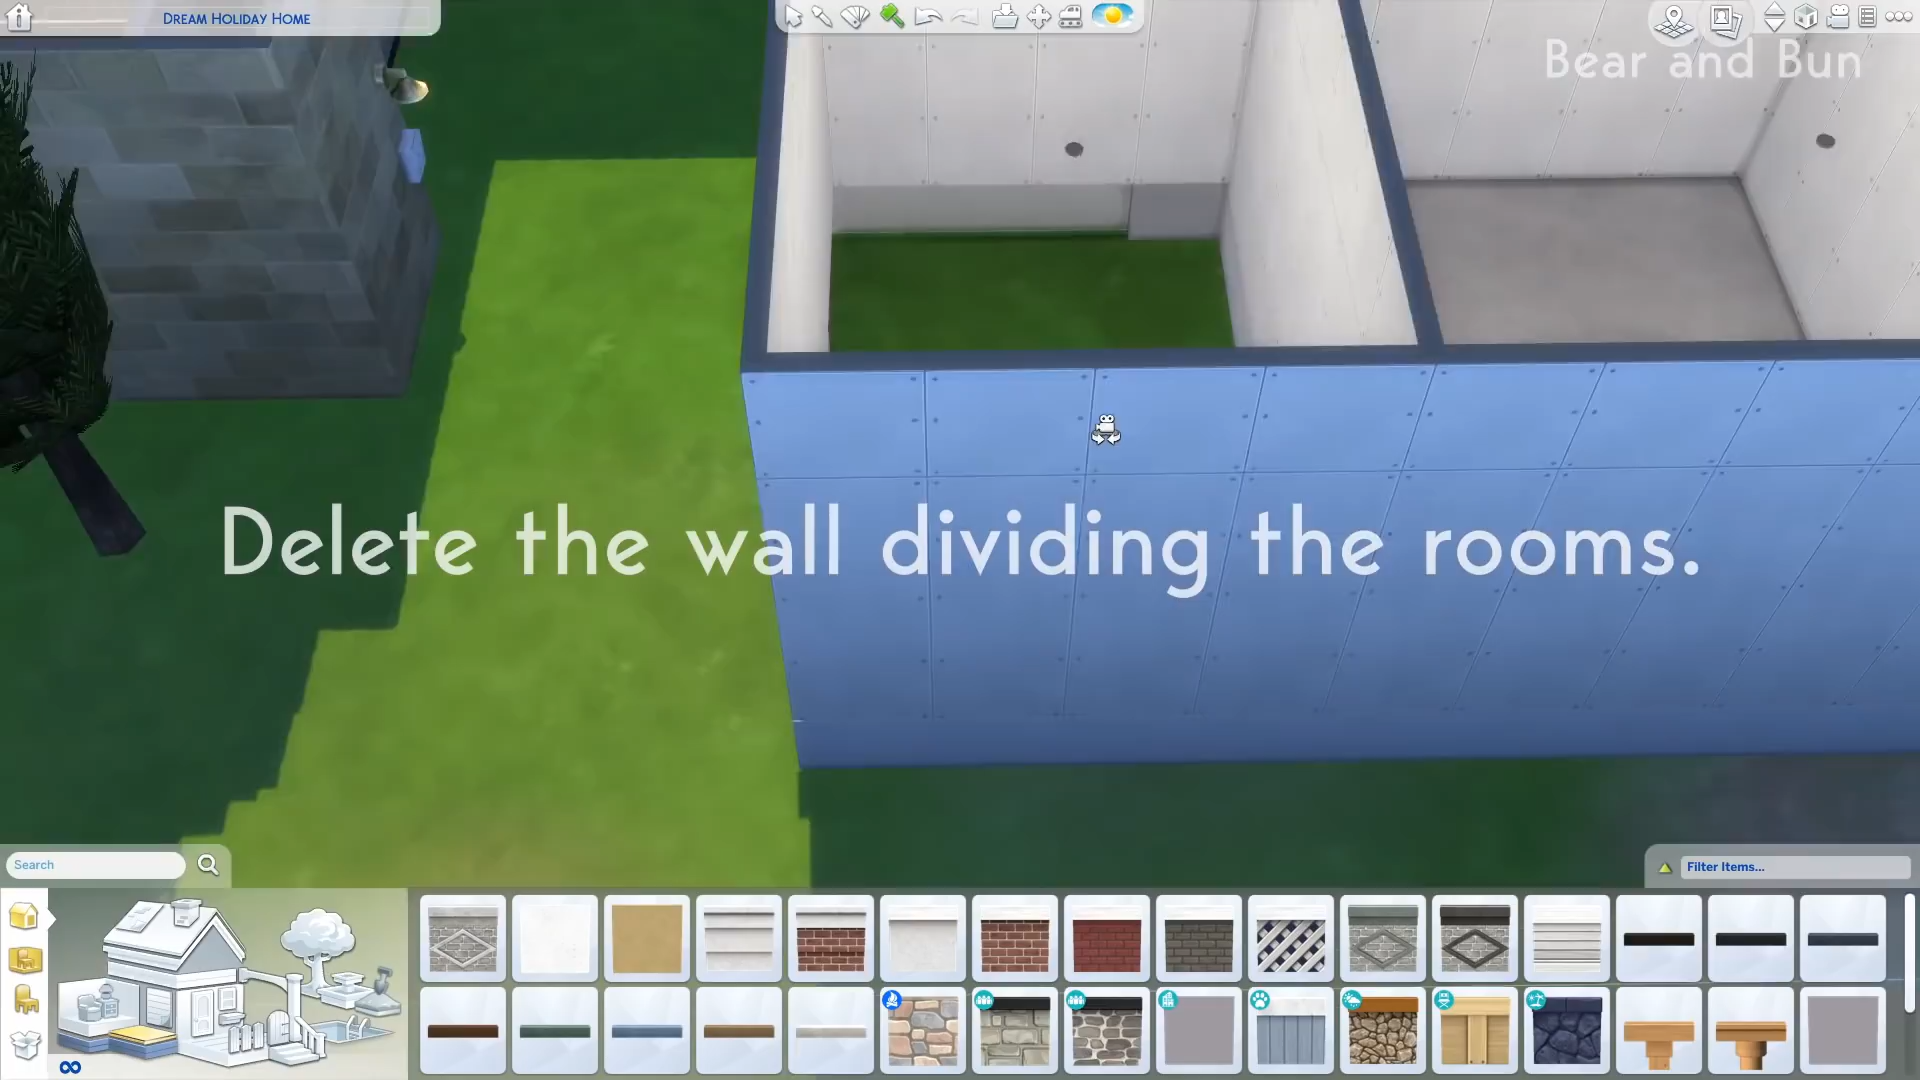 Dream Holiday Home
Bear and Bun
Delete the wall dividing the rooms.
Search
Filter Items...